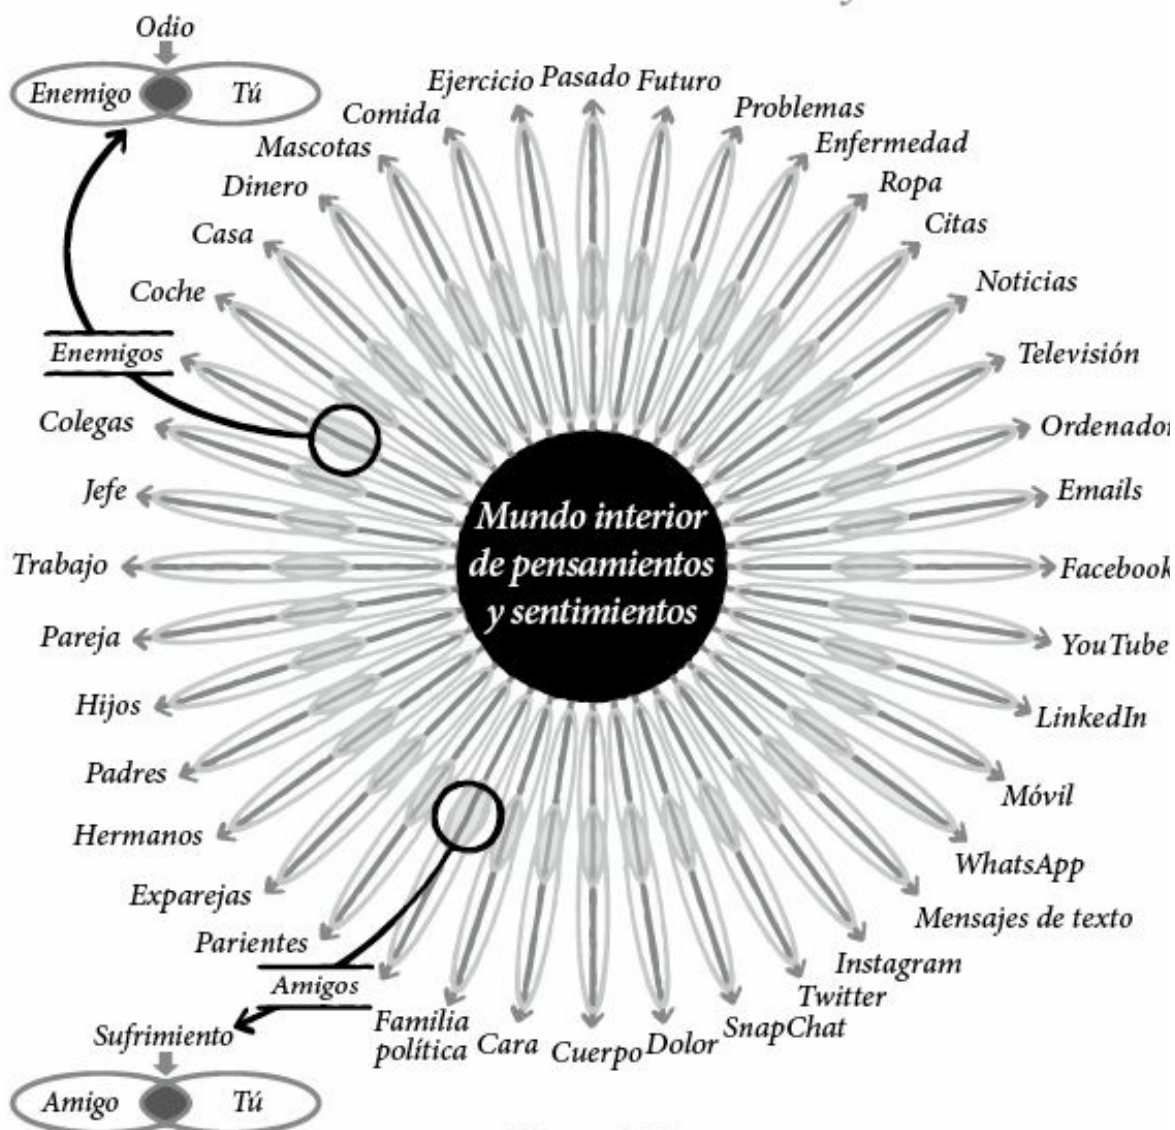 Odio
Enemigo
Tú
Ejercicio
Pasado
Futuro
Comida
Problemas
Mascotas
Enfermedad
Dinero
Ropa
Casa
Citas
Coche
Noticias
Enemigos
Televisión
Colegas
Ordenador
Jefe
Emails
Mundo interior
de pensamientos
y sentimientos
Trabajo
Facebook
Pareja
YouTube
Hijos
LinkedIn
Padres
Móvil
Hermanos
WhatsApp
Exparejas
Mensajes de texto
Parientes
Instagram
Amigos
Twitter
Familia
política
Cara
Cuerpo
Dolor
SnapChat
Sufrimiento
Amigo
Tú